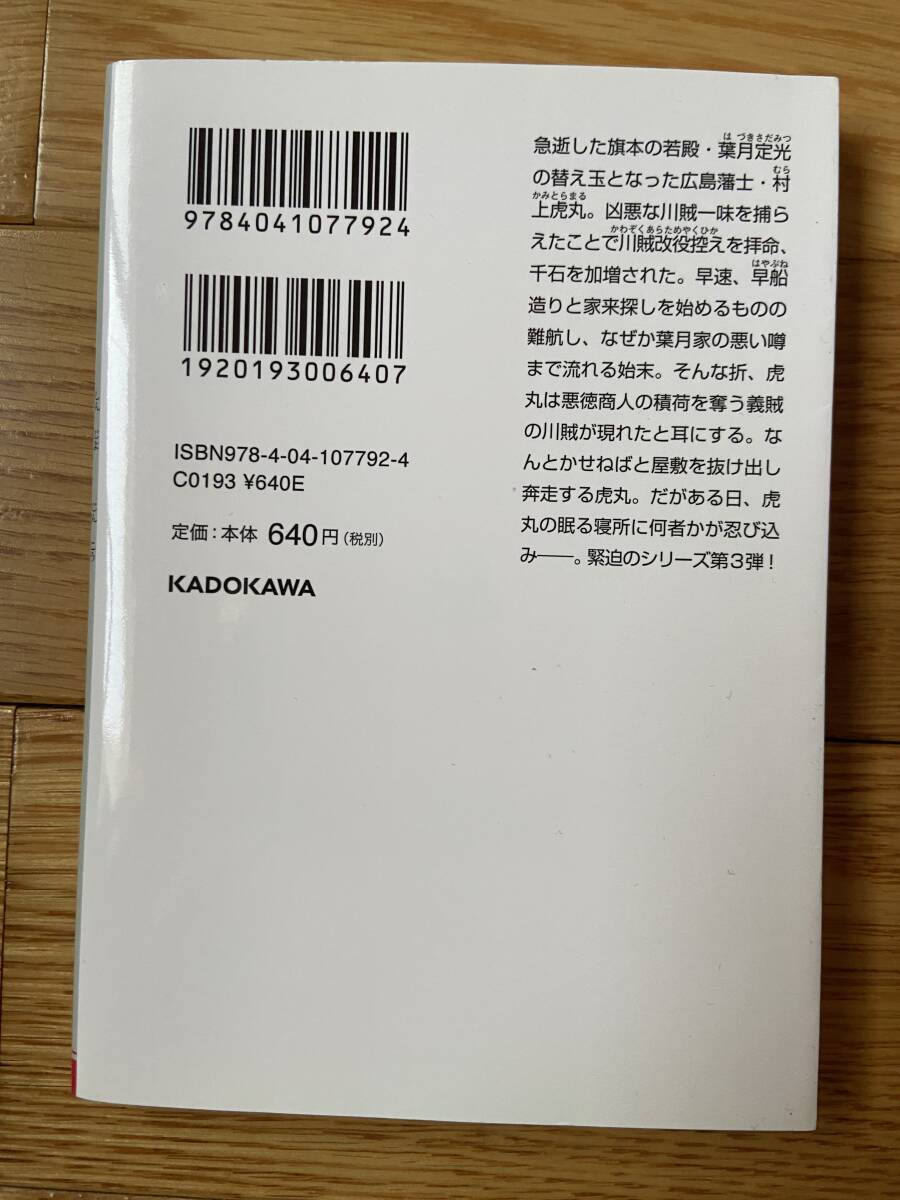 9784041077924
1920193006407
ISBN978-4-04-107792-4
C0193 ¥640E
定価：本体 640円（税別）
KADOKAWA
急逝した旗本の若殿・葉月定光
の替え玉となった広島藩士・村
上虎丸。凶悪な川賊一味を捕ら
えたことで川賊改役控えを拝命、
千石を加増された。早速、早船
造りと家来探しを始めるものの
難航し、なぜか葉月家の悪い噂
まで流れる始末。そんな折、虎
丸は悪徳商人の積荷を奪う義賊
の川賊が現れたと耳にする。な
んとかせねばと屋敷を抜け出し
奔走する虎丸。だがある日、虎
丸の眠る寝所に何者かが忍び込
み――。緊迫のシリーズ第３弾！